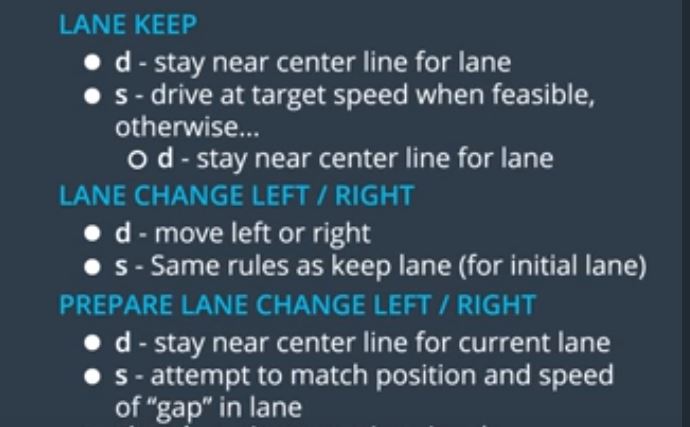 LANE KEEP
● d - stay near center line for lane
● s - drive at target speed when feasible,
otherwise...
○ d - stay near center line for lane
LANE CHANGE LEFT / RIGHT
● d - move left or right
● s - Same rules as keep lane (for initial lane)
PREPARE LANE CHANGE LEFT / RIGHT
● d - stay near center line for current lane
● s - attempt to match position and speed
of “gap” in lane